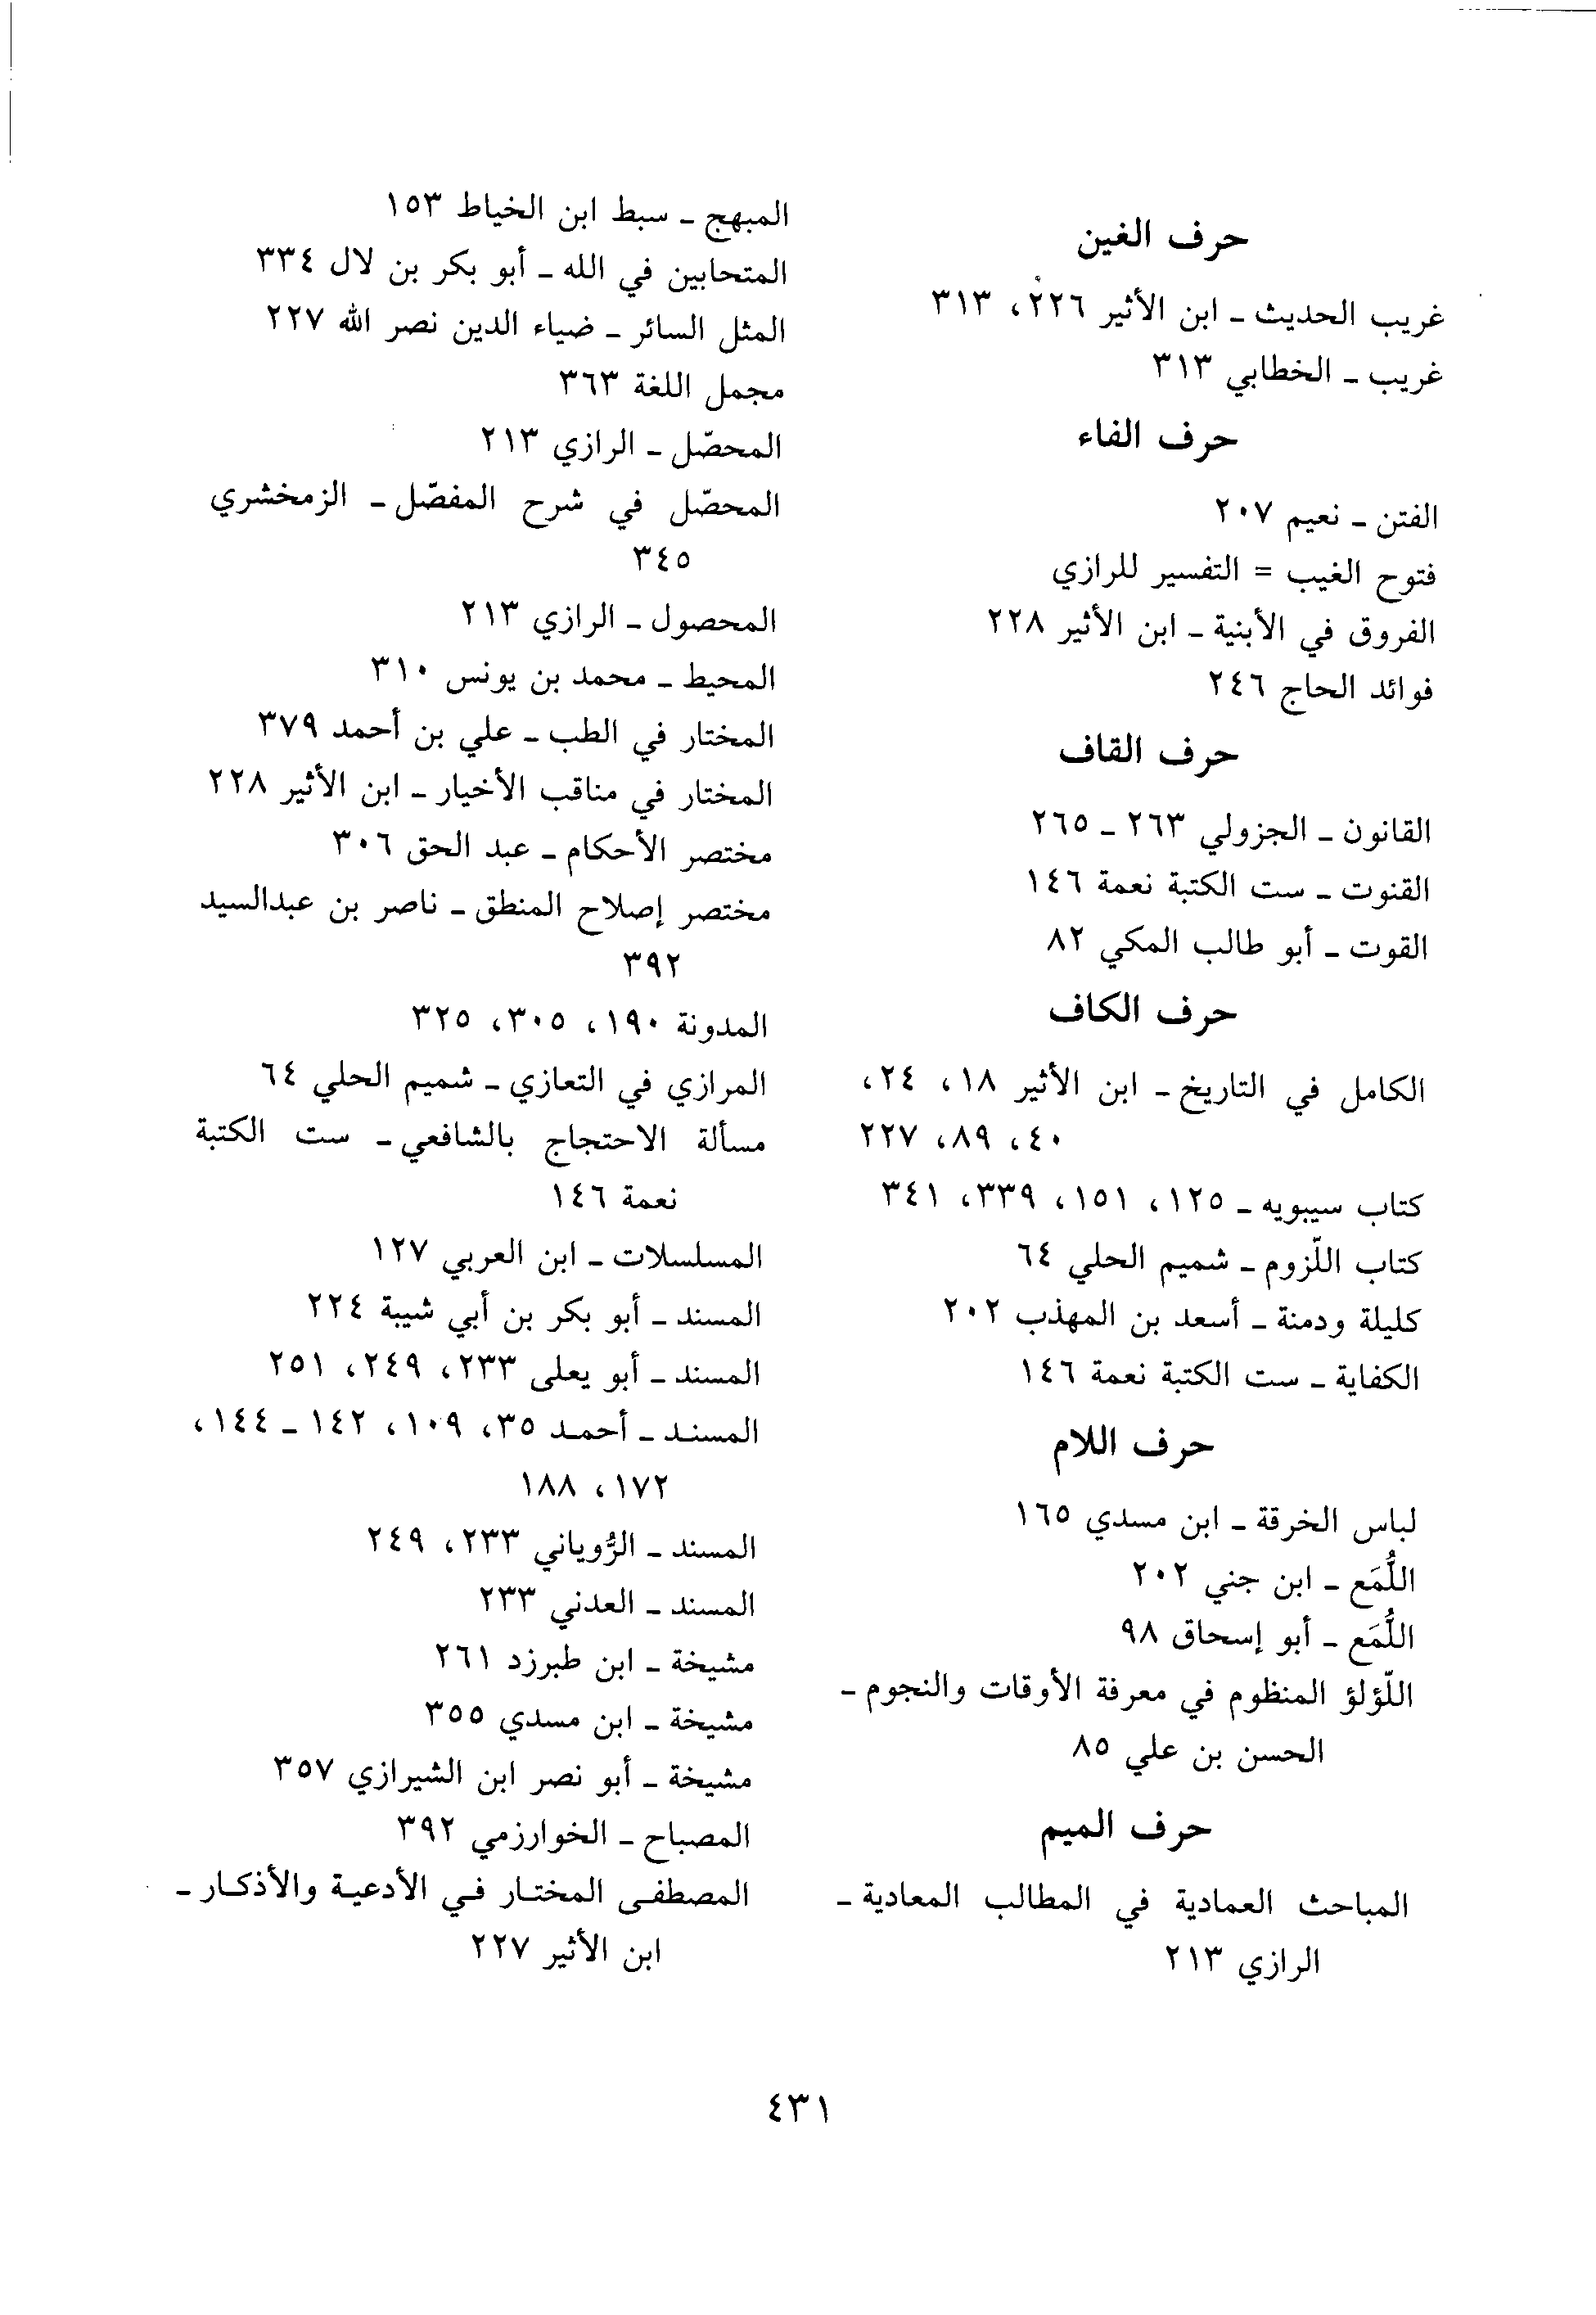 حرف الغين
غريب الحديث ـ ابن الأثير ٢٢٦، ٣١٣
غريب ـ الخطابي ٣١٣
حرف الفاء
الفتن ـ نعيم ٢٠٧
فتوح الغيب = التفسير للرازي
الفروق في الأبنية ـ ابن الأثير ٢٢٨
فوائد الحاج ٢٤٦
حرف القاف
القانون ـ الجزولي ٢٦٣ ـ ٢٦٥
القنوت ـ ست الكتبة نعمة ١٤٦
القوت ـ أبو طالب المكي ٨٢
حرف الكاف
الكامل في التاريخ ـ ابن الأثير ١٨، ٢٤،
٤٠، ٨٩، ٢٢٧
كتاب سيبويه ـ ١٢٥، ١٥١، ٣٣٩، ٣٤١
كتاب اللّزوم ـ شميم الحلي ٦٤
كليلة ودمنة ـ أسعد بن المهذب ٢٠٢
الكفاية ـ ست الكتبة نعمة ١٤٦
حرف اللام
لباس الخرقة ـ ابن مسدي ١٦٥
اللُّمَع ـ ابن جني ٢٠٢
اللُّمَع ـ أبو إسحاق ٩٨
اللّؤلؤ المنظوم في معرفة الأوقات والنجوم ـ
الحسن بن علي ٨٥
حرف الميم
المباحث العمادية في المطالب المعادية ـ
الرازي ٢١٣
المبهج ـ سبط ابن الخياط ١٥٣
المتحابين في الله ـ أبو بكر بن لال ٣٣٤
المثل السائر ـ ضياء الدين نصر الله ٢٢٧
مجمل اللغة ٣٦٣
المحصّل ـ الرازي ٢١٣
المحصّل في شرح المفصّل ـ الزمخشري
٣٤٥
المحصول ـ الرازي ٢١٣
المحيط ـ محمد بن يونس ٣١٠
المختار في الطب ـ علي بن أحمد ٣٧٩
المختار في مناقب الأخيار ـ ابن الأثير ٢٢٨
مختصر الأحكام ـ عبد الحق ٣٠٦
مختصر إصلاح المنطق ـ ناصر بن عبدالسيد
٣٩٢
المدونة ١٩٠، ٣٠٥، ٣٢٥
المرازي في التعازي ـ شميم الحلي ٦٤
مسألة الاحتجاج بالشافعي ـ ست الكتبة
نعمة ١٤٦
المسلسلات ـ ابن العربي ١٢٧
المسند ـ أبو بكر بن أبي شيبة ٢٢٤
المسند ـ أبو يعلى ٢٣٣، ٢٤٩، ٢٥١
المسند ـ أحمد ٣٥، ١٠٩، ١٤٢ ـ ١٤٤،
١٧٢، ١٨٨
المسند ـ الرُّوياني ٢٣٣، ٢٤٩
المسند ـ العدني ٢٣٣
مشيخة ـ ابن طبرزد ٢٦١
مشيخة ـ ابن مسدي ٣٥٥
مشيخة ـ أبو نصر ابن الشيرازي ٣٥٧
المصباح ـ الخوارزمي ٣٩٢
المصطفى المختار في الأدعية والأذكار ـ
ابن الأثير ٢٢٧
٤٣١